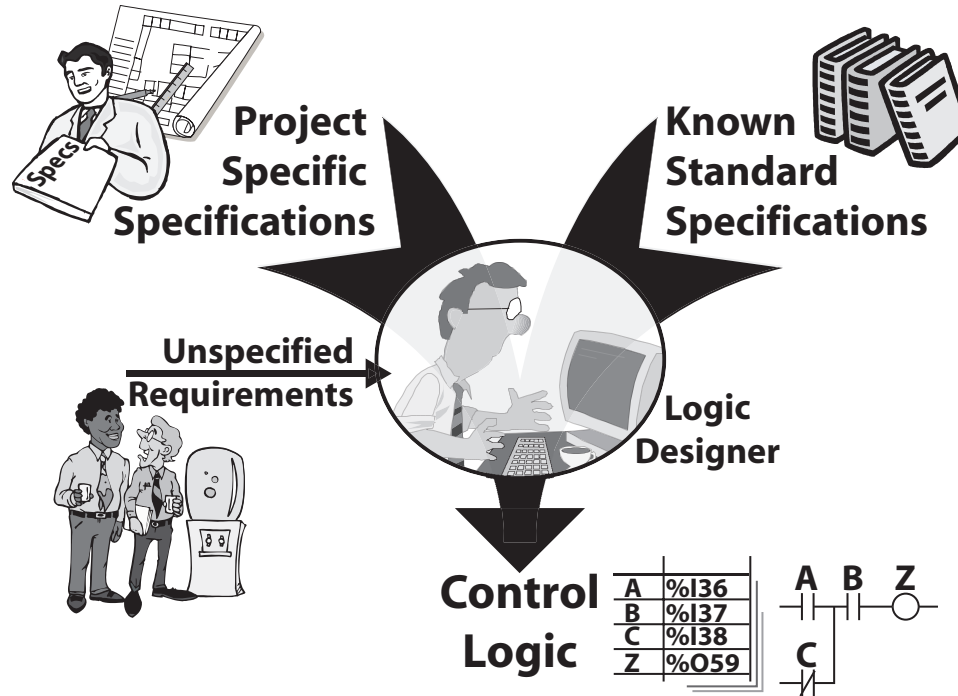 Specs
Project
Specific
Specifications
Known
Standard
Specifications
Unspecified
Requirements
Logic
Designer
Control
Logic
A %I36
B %I37
C %I38
Z %O59
A B Z
C